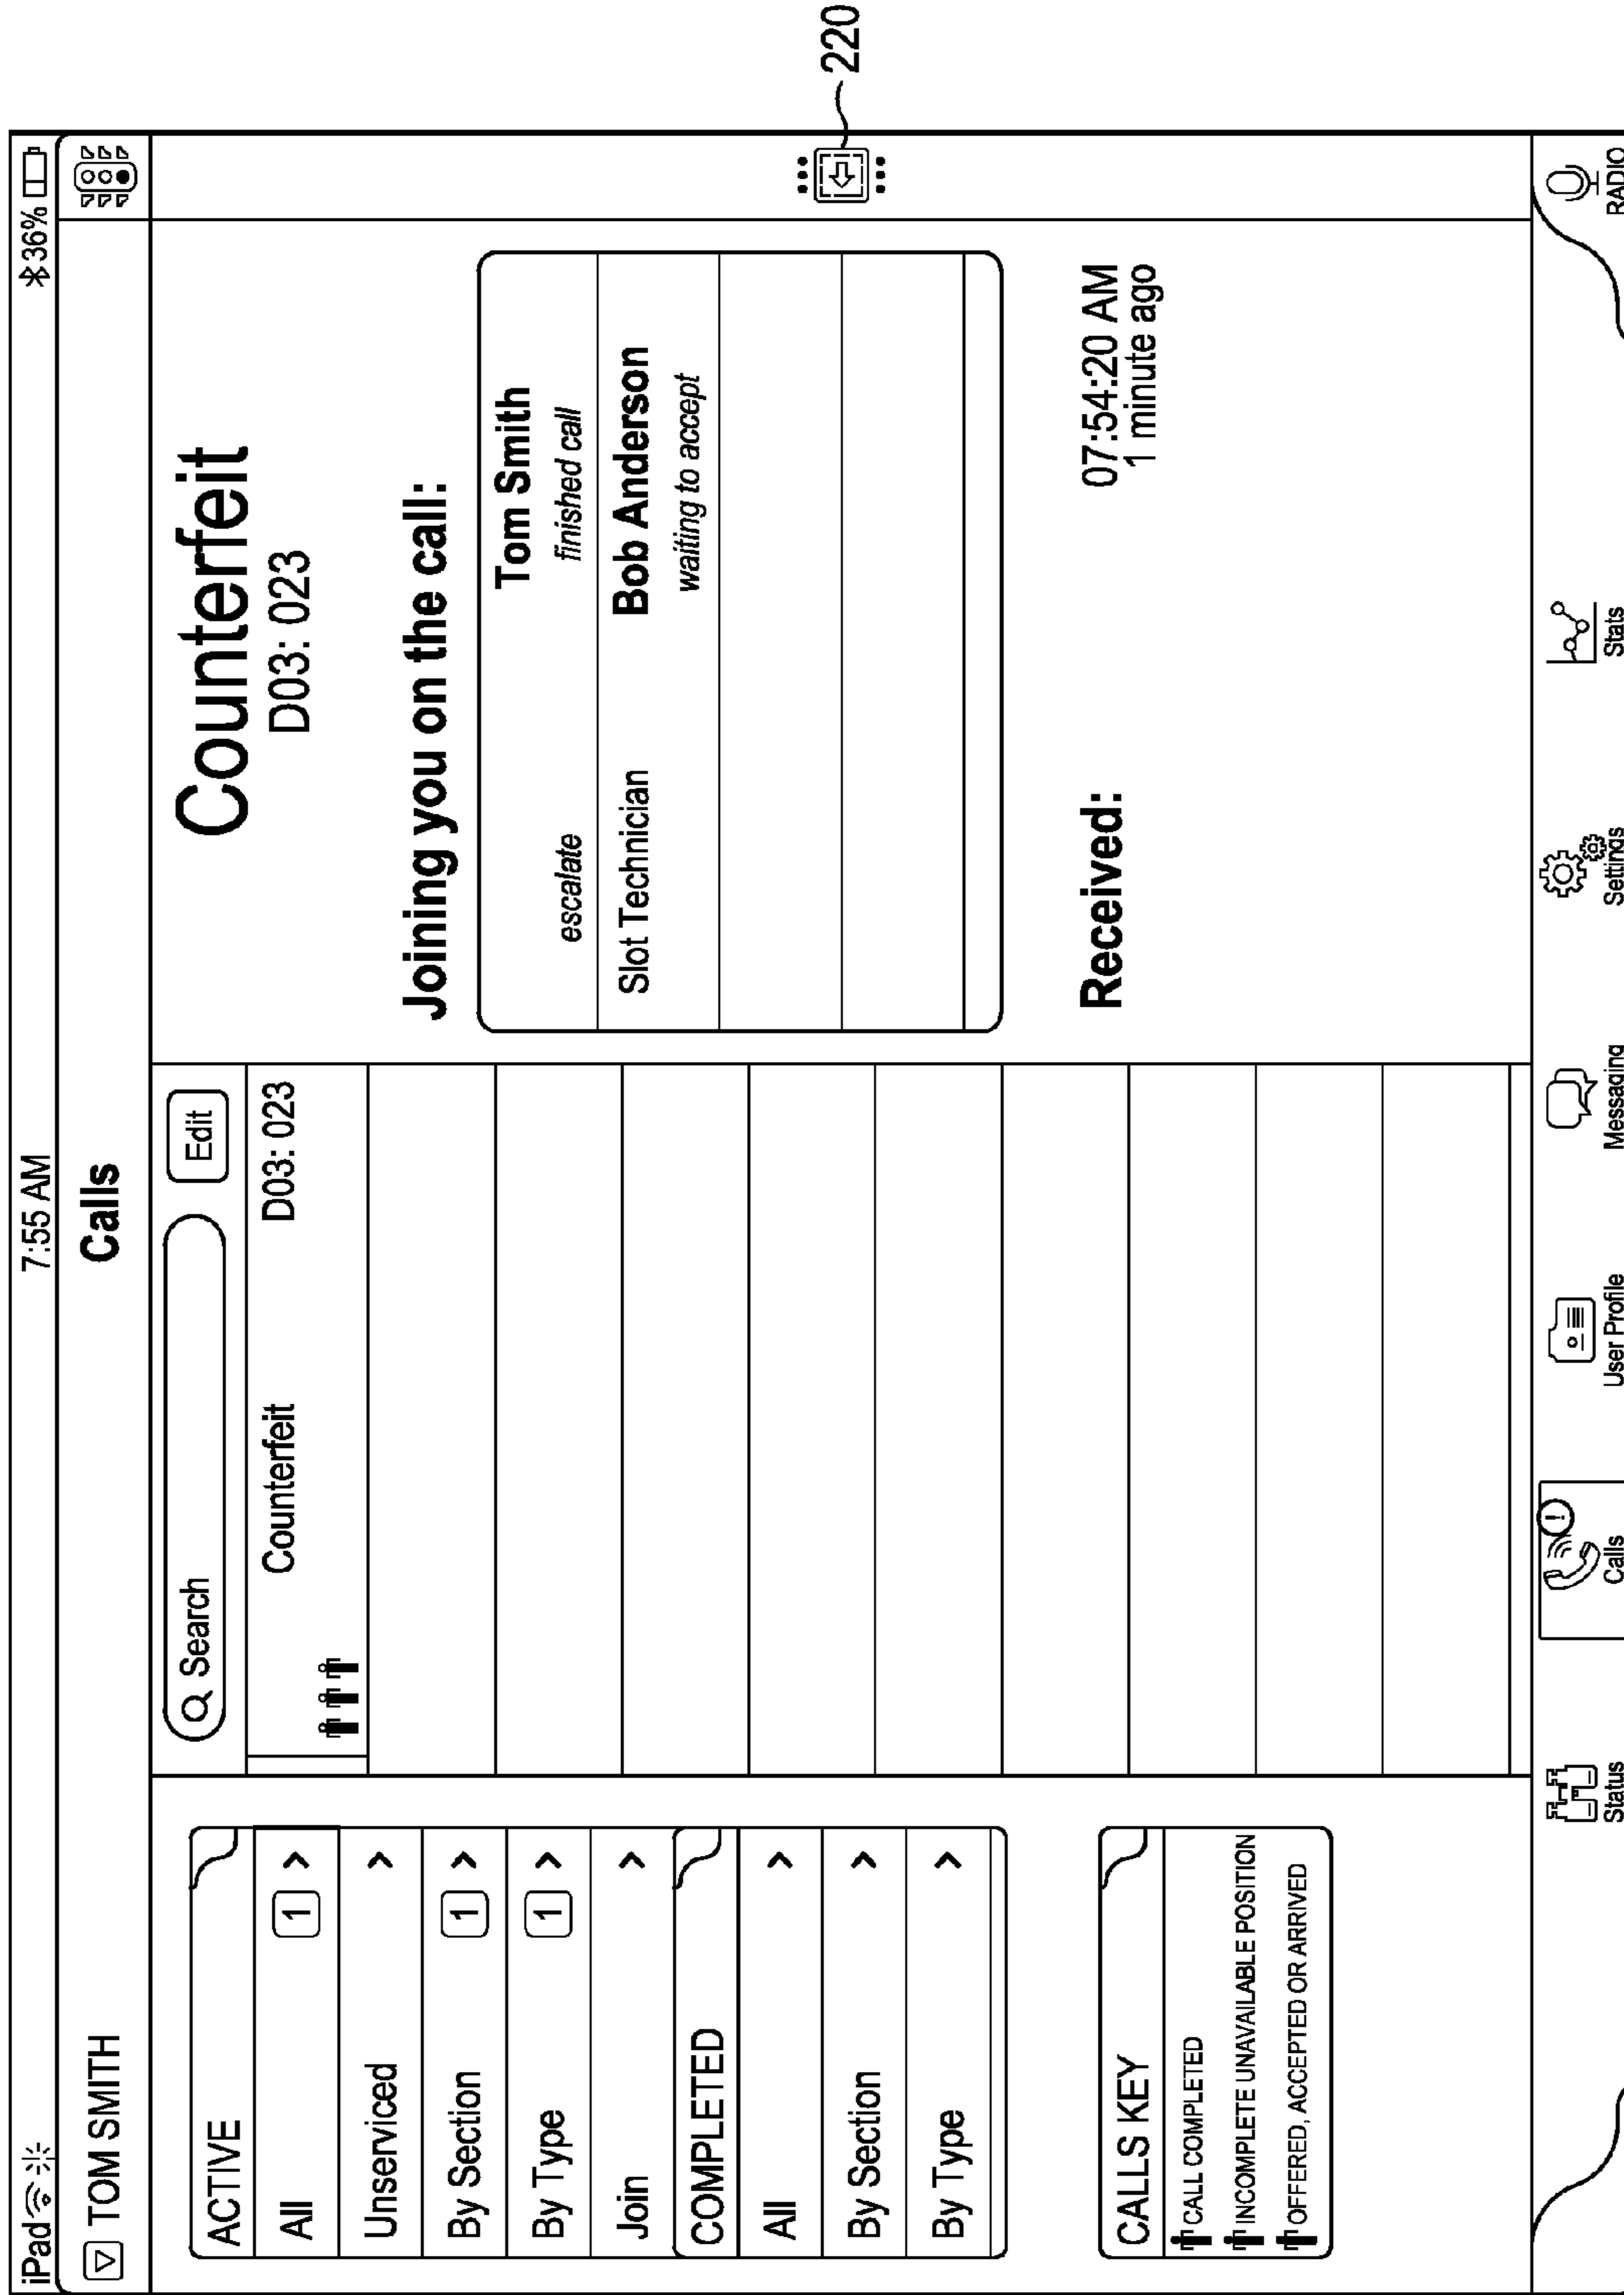 iPad
7:55 AM
36%
TOM SMITH
Calls
ACTIVE
All 1 >
Unserviced >
By Section 1 >
By Type 1 >
Join >
COMPLETED
All >
By Section >
By Type >
CALLS KEY
CALL COMPLETED
INCOMPLETE UNAVAILABLE POSITION
OFFERED, ACCEPTED OR ARRIVED
Search
Edit
Counterfeit D03: 023
Counterfeit
D03: 023
Joining you on the call:
Tom Smith
escalate finished call
Slot Technician Bob Anderson
waiting to accept
Received: 07:54:20 AM
1 minute ago
220
Status
Calls
User Profile
Messaging
Settings
Stats
RADIO